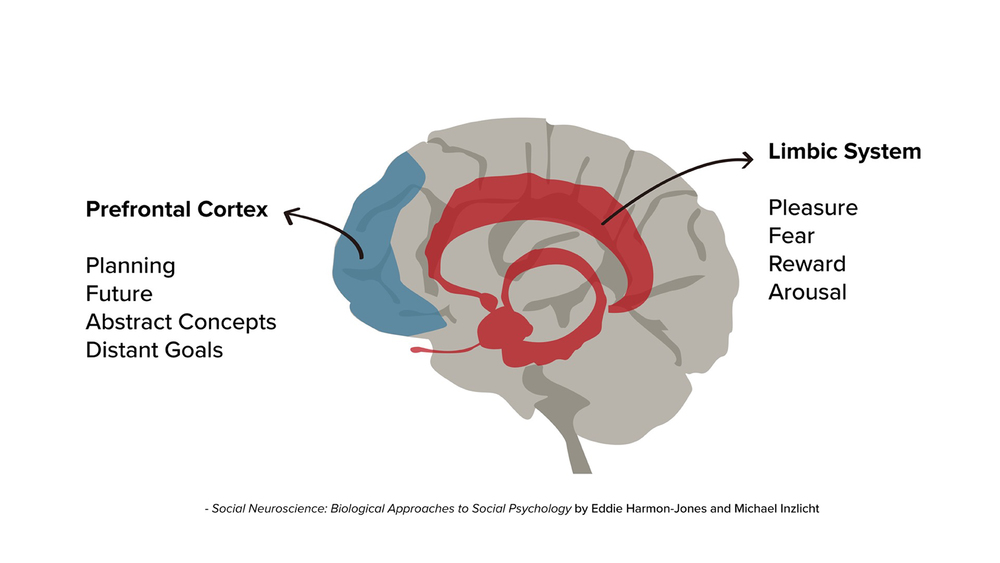 Prefrontal Cortex
Planning
Future
Abstract Concepts
Distant Goals
Limbic System
Pleasure
Fear
Reward
Arousal
- Social Neuroscience: Biological Approaches to Social Psychology by Eddie Harmon-Jones and Michael Inzlicht